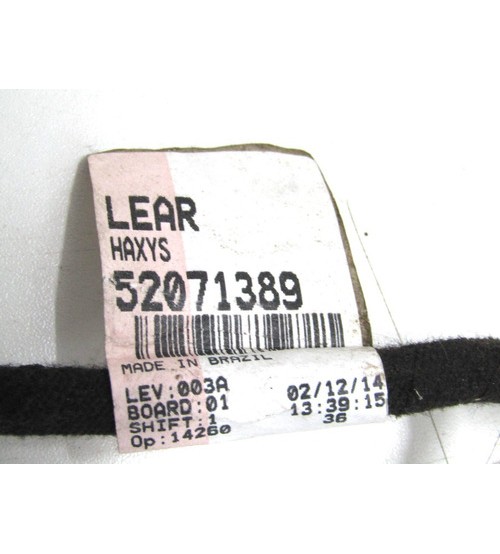 LEAR
HAXYS
52071389
MADE IN BRAZIL
LEV:003A 02/12/14
BOARD:01 13:39:15
SHIFT:1 36
Op:14260